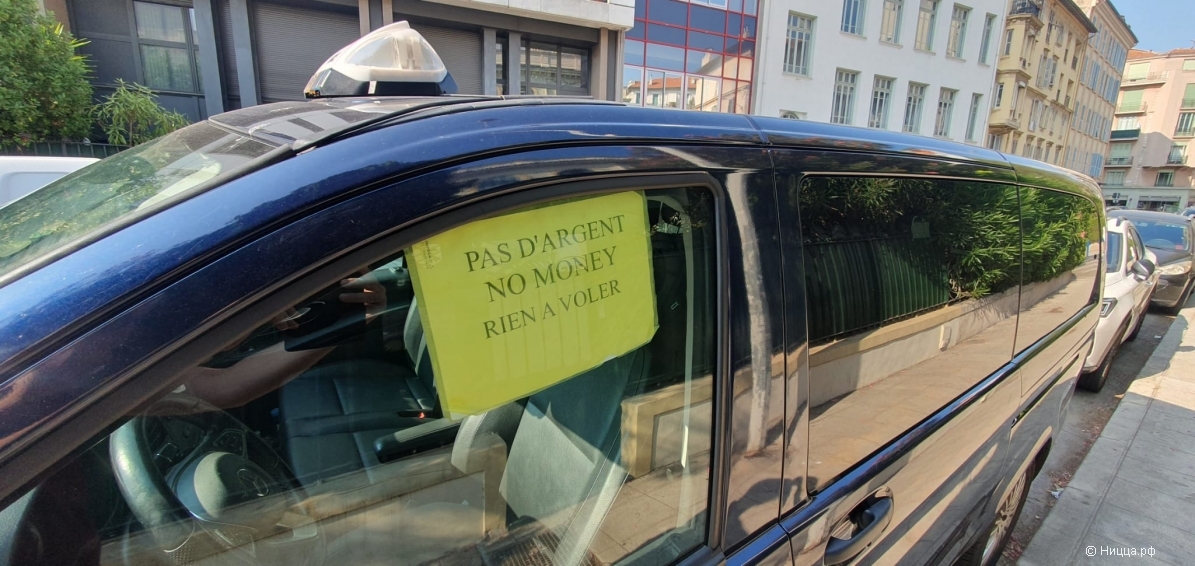 PAS D'ARGENT
NO MONEY
RIEN A VOLER
© Ницца.рф